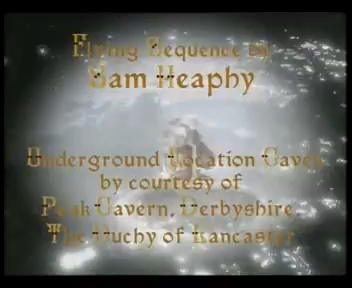 Flying Sequence by
Sam Heaphy
Underground Location Caves
by courtesy of
Peak Cavern, Derbyshire,
The Duchy of Lancaster